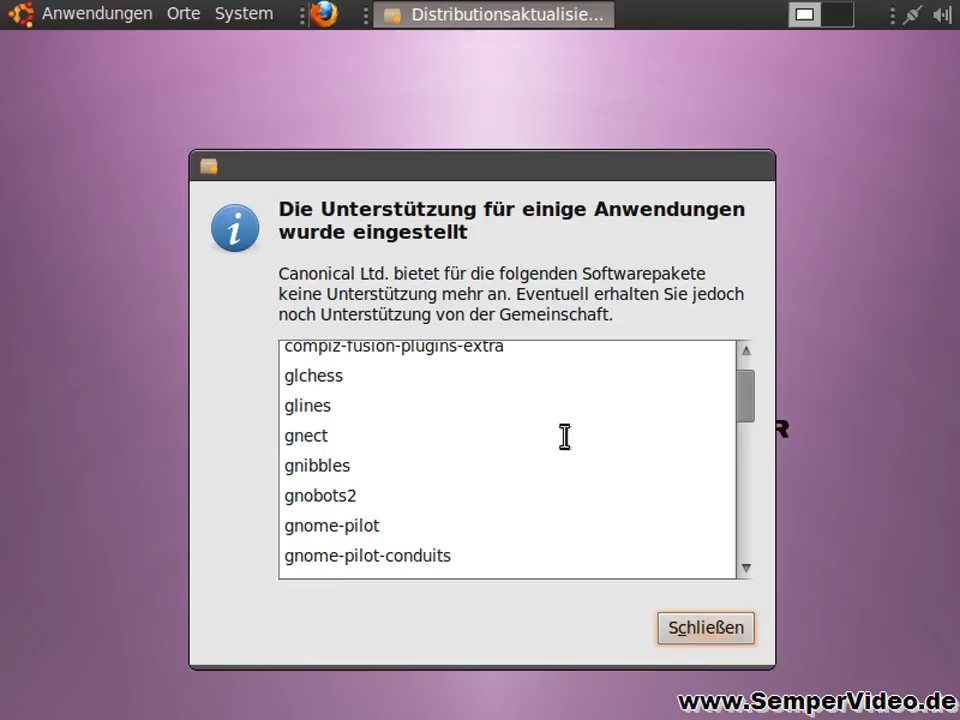 Anwendungen Orte System Distributionsaktualisie...
Die Unterstützung für einige Anwendungen
wurde eingestellt
Canonical Ltd. bietet für die folgenden Softwarepakete
keine Unterstützung mehr an. Eventuell erhalten Sie jedoch
noch Unterstützung von der Gemeinschaft.
compiz-fusion-plugins-extra
glchess
glines
gnect
gnibbles
gnobots2
gnome-pilot
gnome-pilot-conduits
R
Schließen
www.SemperVideo.de